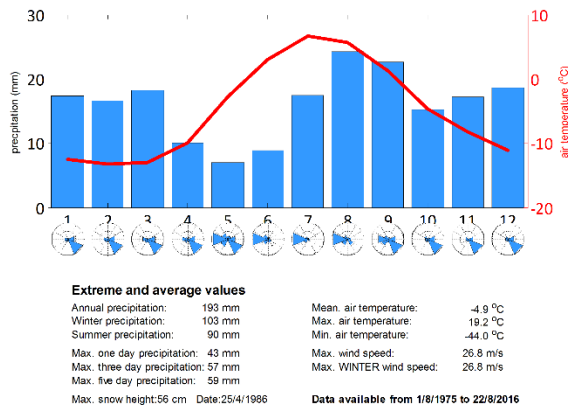 30
20
10
0
precpitation (mm)
10
0
-10
-20
air temperature (°C)
1 2 3 4 5 6 7 8 9 10 11 12
Extreme and average values
Annual precipitation: 193 mm
Winter precipitation: 103 mm
Summer precipitation: 90 mm
Max. one day precipitation: 43 mm
Max. three day precipitation: 57 mm
Max. five day precipitation: 59 mm
Max. snow height:56 cm Date:25/4/1986
Mean. air temperature: -4.9 °C
Max. air temperature: 19.2 °C
Min. air temperature: -44.0 °C
Max. wind speed: 26.8 m/s
Max. WINTER wind speed: 26.8 m/s
Data available from 1/8/1975 to 22/8/2016